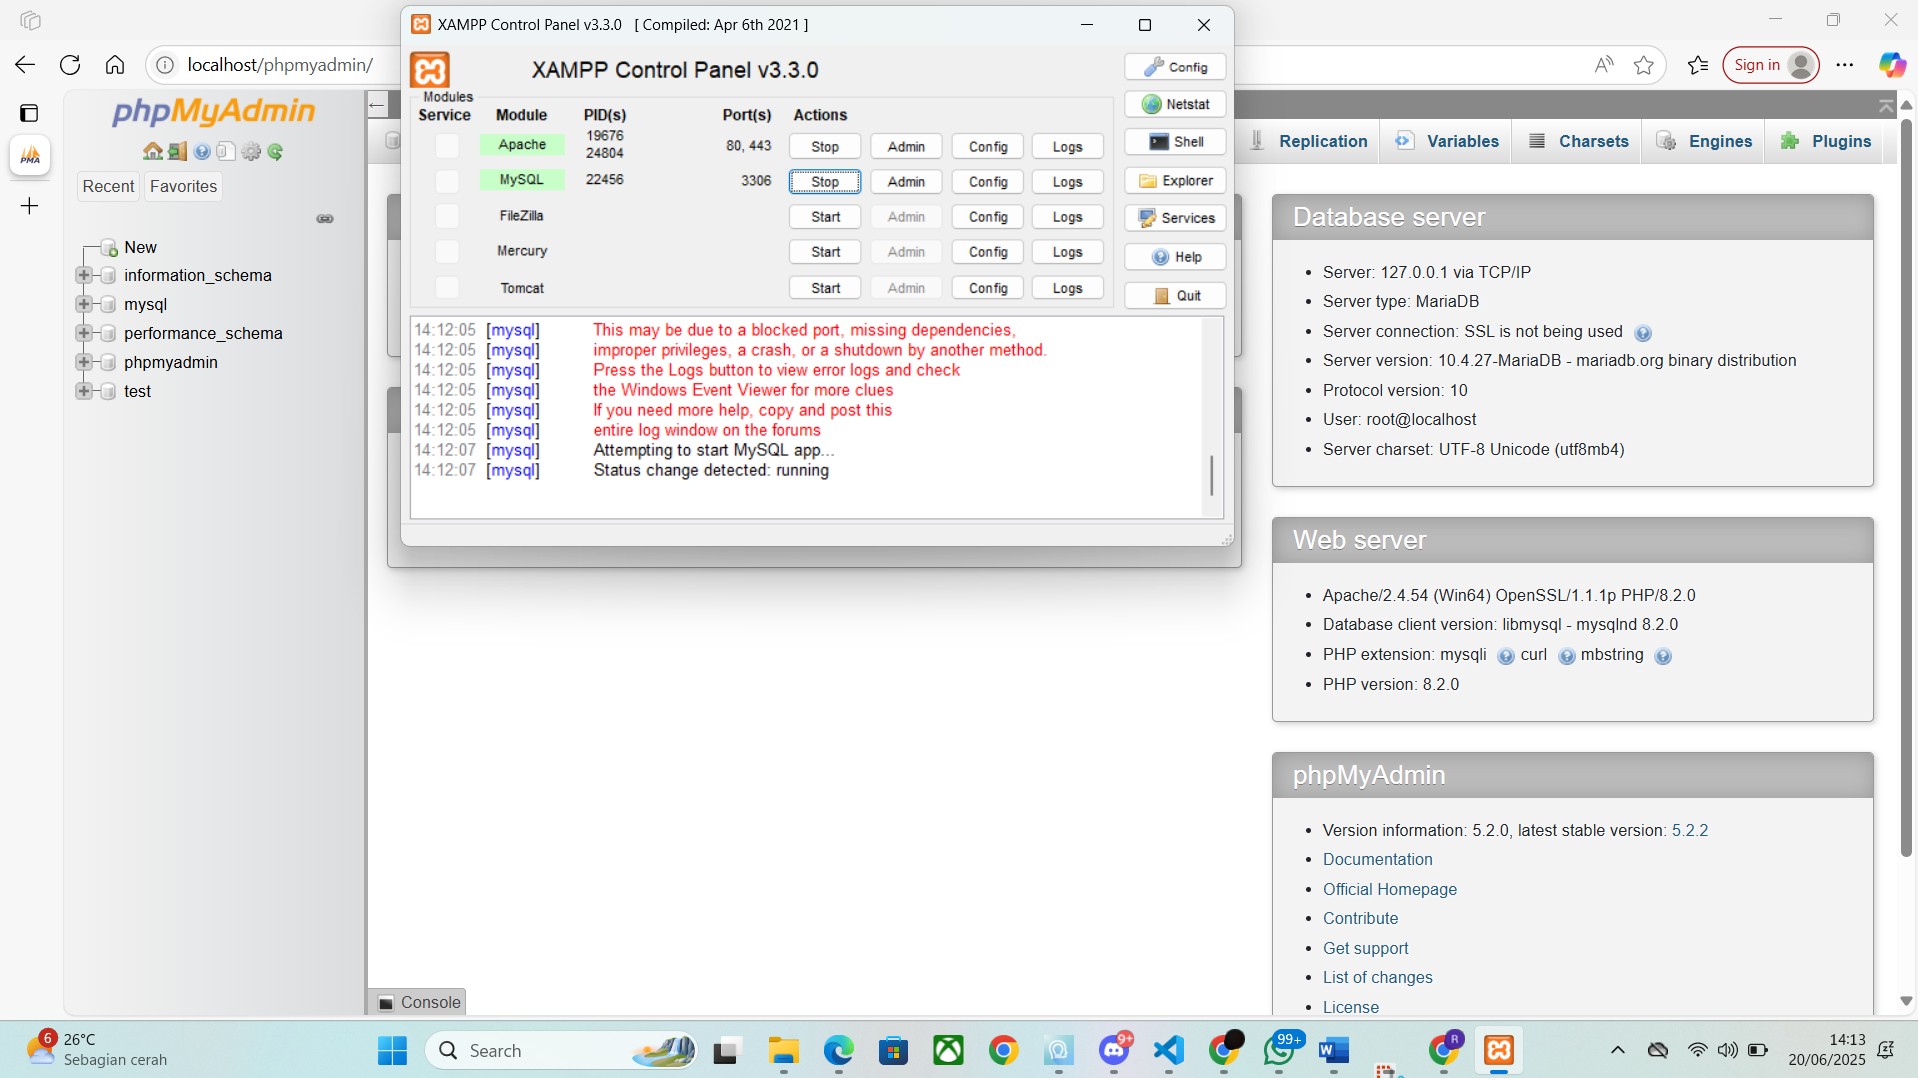 XAMPP Control Panel v3.3.0 [ Compiled: Apr 6th 2021 ]
localhost/phpmyadmin/
Sign in
XAMPP Control Panel v3.3.0
Config
Modules
Service Module PID(s) Port(s) Actions
Netstat
Apache 19676 24804 80, 443 Stop Admin Config Logs
Shell
MySQL 22456 3306 Stop Admin Config Logs
Explorer
FileZilla Start Admin Config Logs
Services
Mercury Start Admin Config Logs
Help
Tomcat Start Admin Config Logs
Quit
14:12:05 [mysql] This may be due to a blocked port, missing dependencies,
14:12:05 [mysql] improper privileges, a crash, or a shutdown by another method.
14:12:05 [mysql] Press the Logs button to view error logs and check
14:12:05 [mysql] the Windows Event Viewer for more clues
14:12:05 [mysql] If you need more help, copy and post this
14:12:05 [mysql] entire log window on the forums
14:12:07 [mysql] Attempting to start MySQL app...
14:12:07 [mysql] Status change detected: running
phpMyAdmin
PMA
Recent Favorites
New
information_schema
mysql
performance_schema
phpmyadmin
test
Replication Variables Charsets Engines Plugins
Database server
Server: 127.0.0.1 via TCP/IP
Server type: MariaDB
Server connection: SSL is not being used
Server version: 10.4.27-MariaDB - mariadb.org binary distribution
Protocol version: 10
User: root@localhost
Server charset: UTF-8 Unicode (utf8mb4)
Web server
Apache/2.4.54 (Win64) OpenSSL/1.1.1p PHP/8.2.0
Database client version: libmysql - mysqlnd 8.2.0
PHP extension: mysqli curl mbstring
PHP version: 8.2.0
phpMyAdmin
Version information: 5.2.0, latest stable version: 5.2.2
Documentation
Official Homepage
Contribute
Get support
List of changes
License
Console
6
26°C
Sebagian cerah
Search
9+
99+
R
14:13
20/06/2025